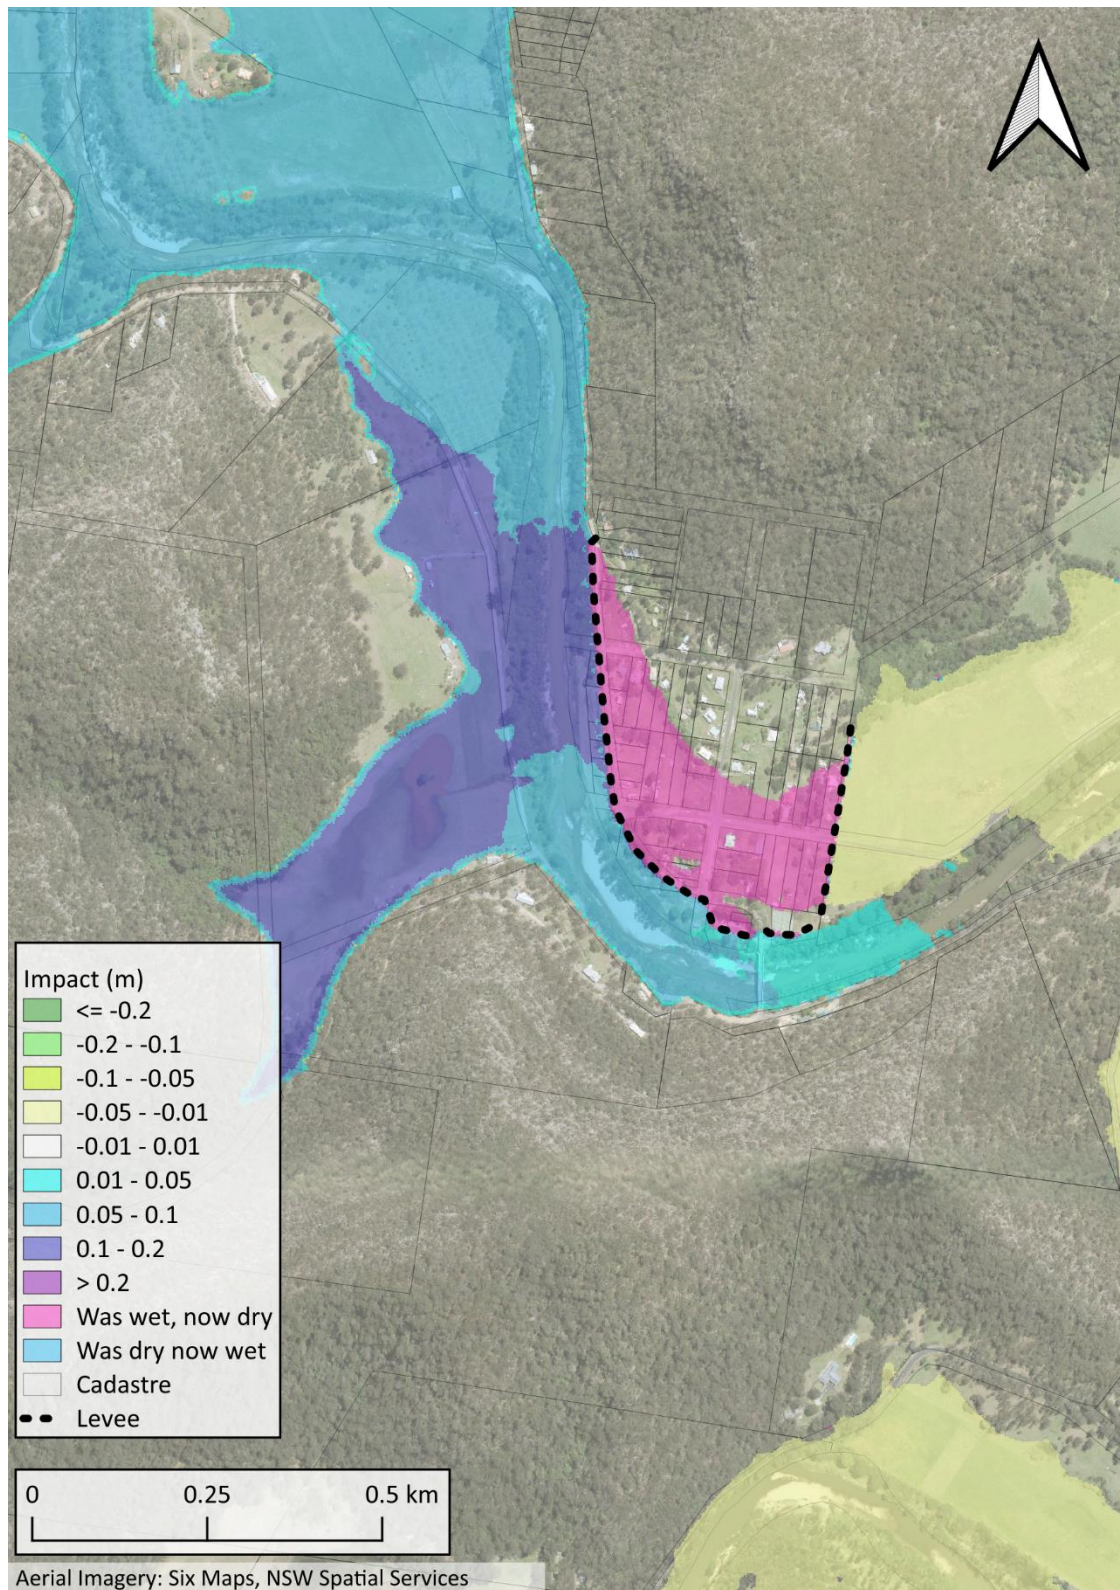 Impact (m)
<= -0.2
-0.2 - -0.1
-0.1 - -0.05
-0.05 - -0.01
-0.01 - 0.01
0.01 - 0.05
0.05 - 0.1
0.1 - 0.2
> 0.2
Was wet, now dry
Was dry now wet
Cadastre
Levee
0 0.25 0.5 km
Aerial Imagery: Six Maps, NSW Spatial Services